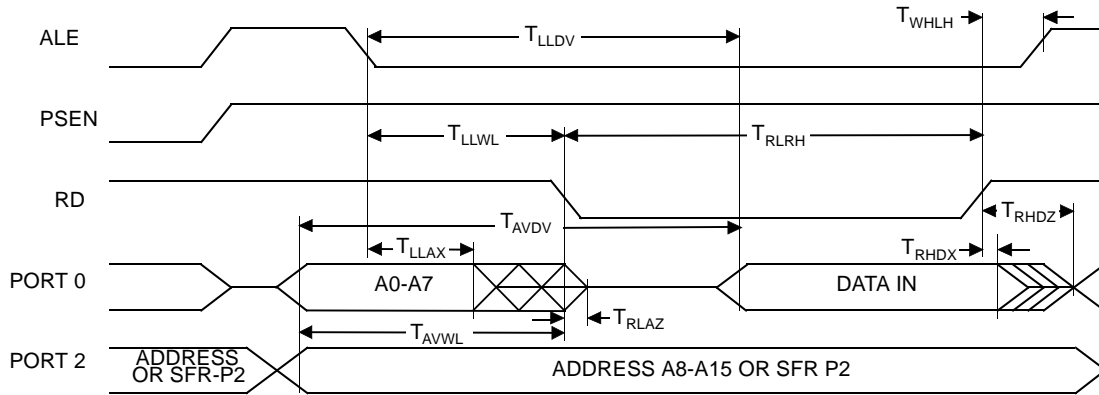 T_WHLH
ALE
T_LLDV
PSEN
T_LLWL
T_RLRH
RD
T_AVDV
T_RHDZ
T_LLAX
T_RHDX
PORT 0
A0-A7
DATA IN
T_RLAZ
T_AVWL
PORT 2
ADDRESS
OR SFR-P2
ADDRESS A8-A15 OR SFR P2